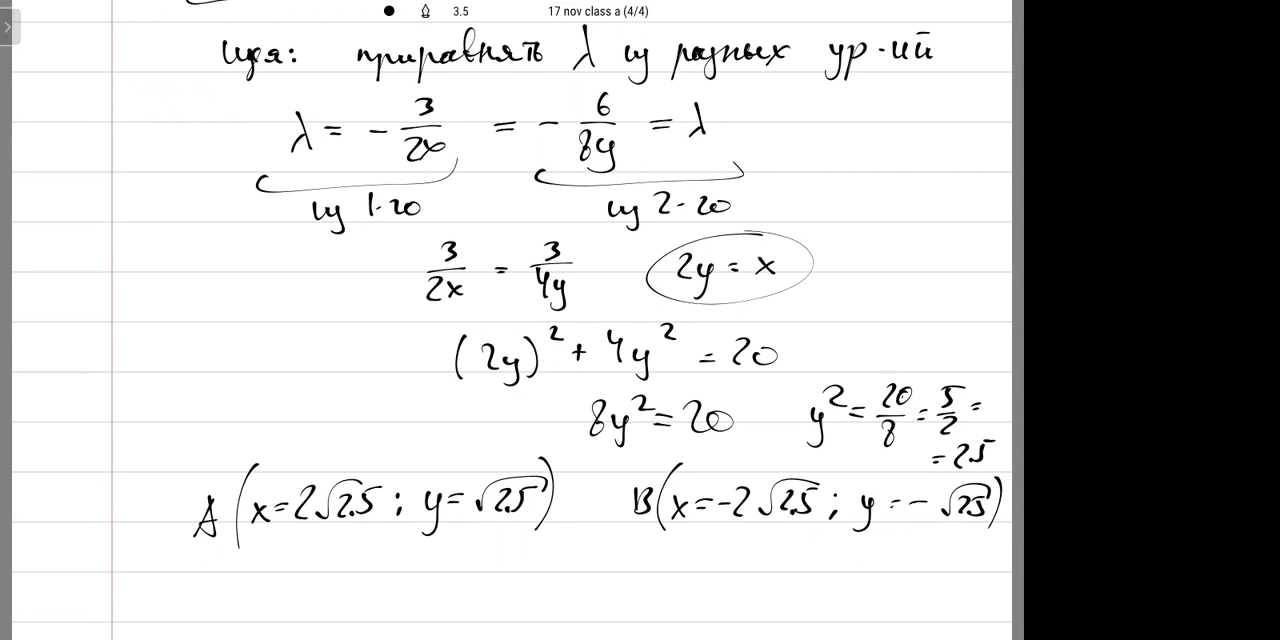 3.5 17 nov class a (4/4)
Идея: приравнять λ из разных ур-ий
λ = - 3/2x = - 6/8y = λ
из 1-го из 2-го
3/2x = 3/4y 2y = x
(2y)² + 4y² = 20
8y² = 20 y² = 20/8 = 5/2 =
= 2.5
A (x = 2√2.5 ; y = √2.5) B (x = -2√2.5 ; y = -√2.5)